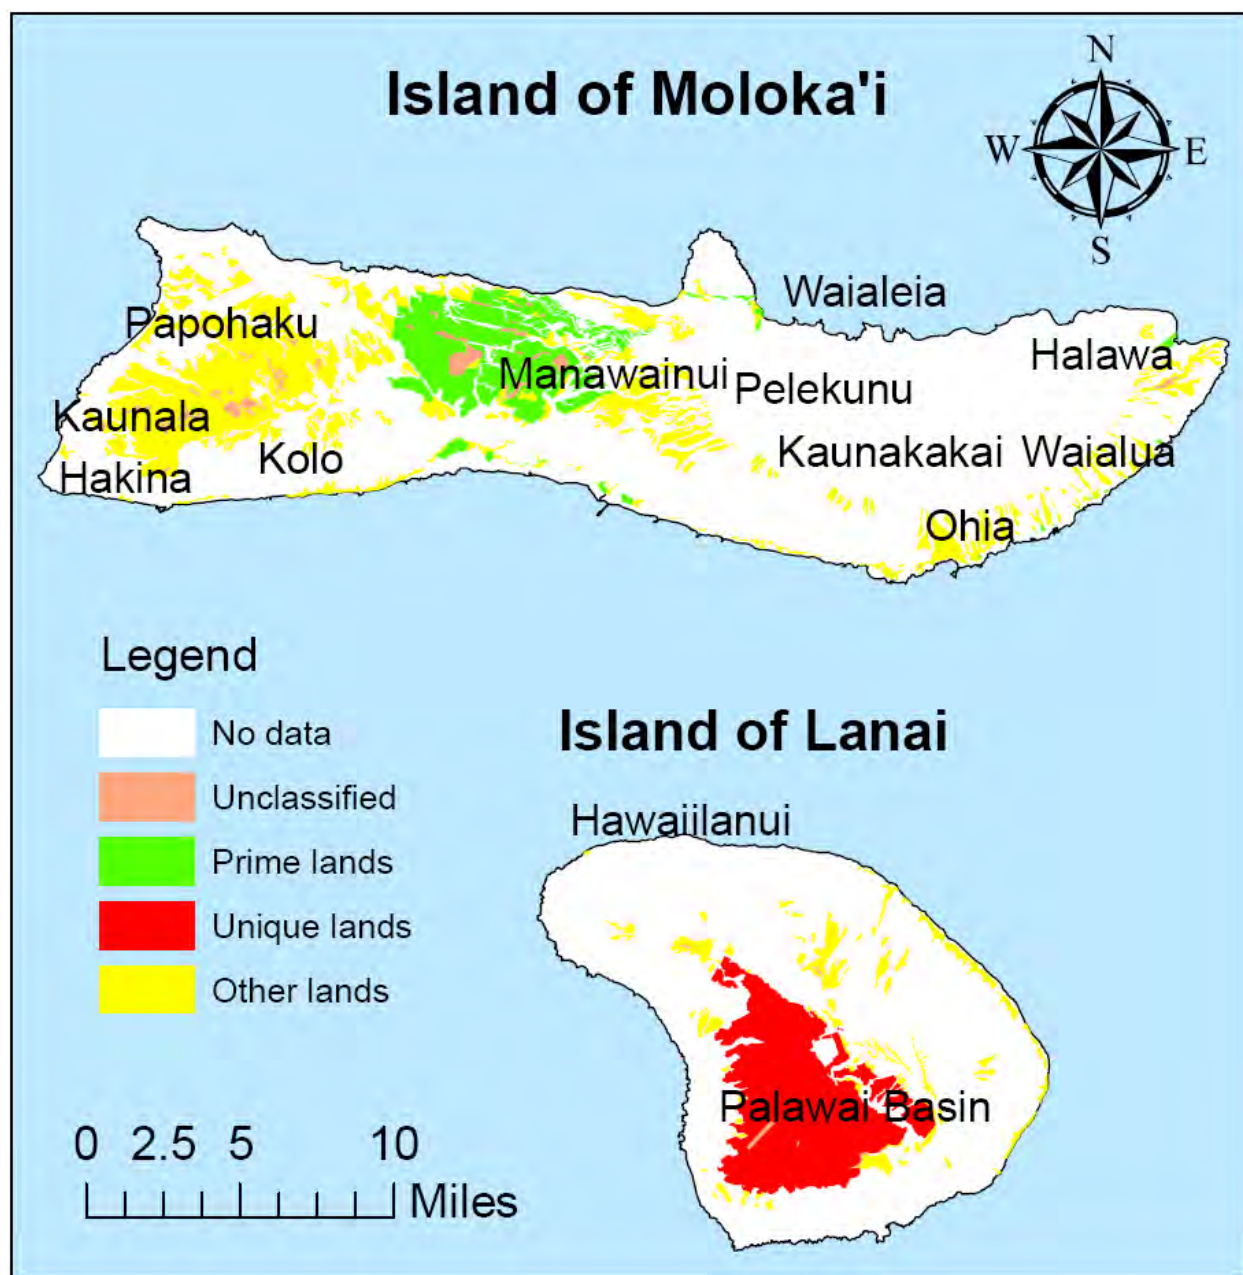 Island of Moloka'i
N
W
E
S
Waialeia
Papohaku
Halawa
Manawainui
Pelekunu
Kaunala
Kolo
Kaunakakai
Waialua
Hakina
Ohia
Legend
No data
Unclassified
Prime lands
Unique lands
Other lands
Island of Lanai
Hawaiilanui
Palawai Basin
0 2.5 5 10
Miles